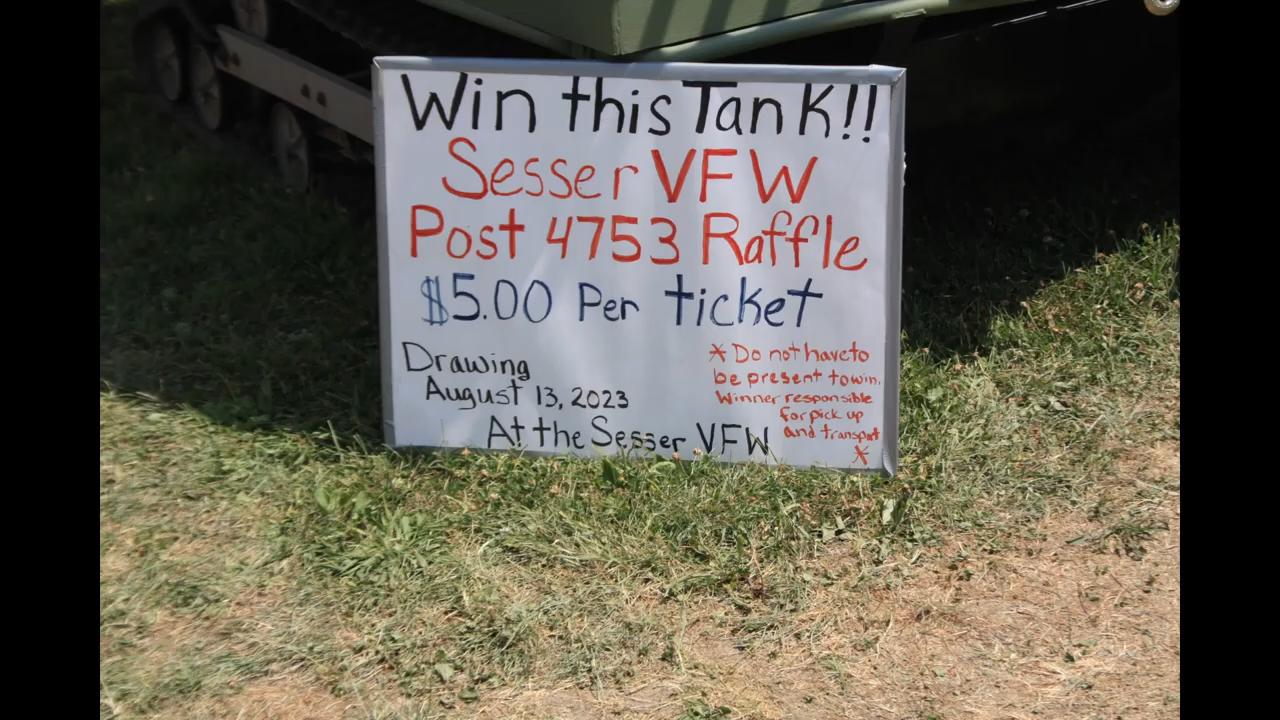 Win this Tank!!
Sesser VFW
Post 4753 Raffle
$5.00 Per ticket
Drawing
August 13, 2023
At the Sesser VFW
* Do not have to
be present to win.
Winner responsible
for pick up
and transport
*